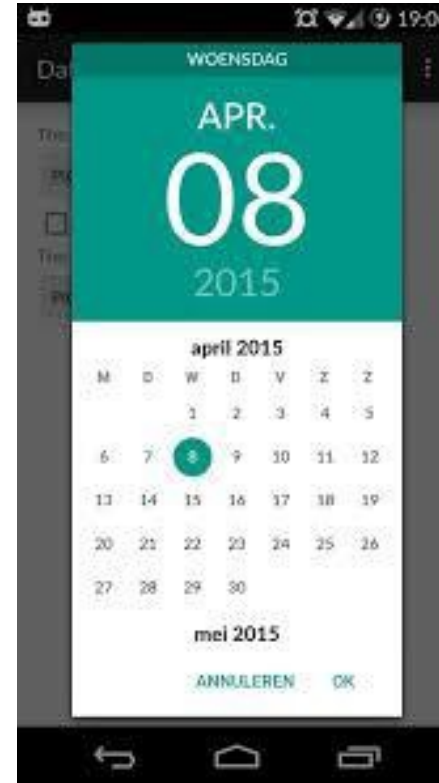 19:0
Da
WOENSDAG
APR.
08
2015
april 2015
M D W D V Z Z
1 2 3 4 5
6 7 8 9 10 11 12
13 14 15 16 17 18 19
20 21 22 23 24 25 26
27 28 29 30
mei 2015
ANNULEREN OK